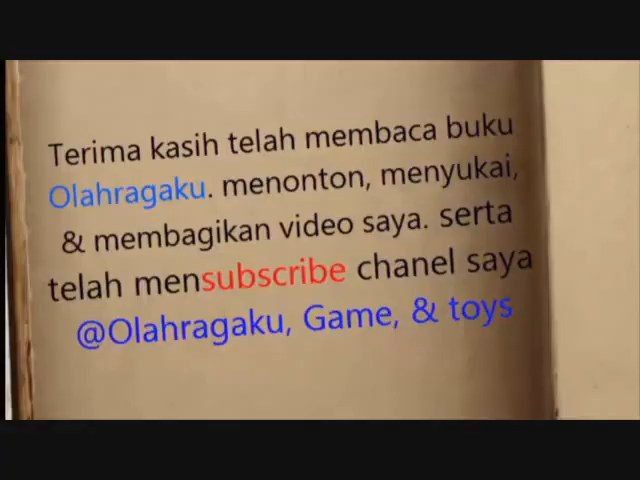 Terima kasih telah membaca buku
Olahragaku. menonton, menyukai,
& membagikan video saya. serta
telah mensubscribe chanel saya
@Olahragaku, Game, & toys